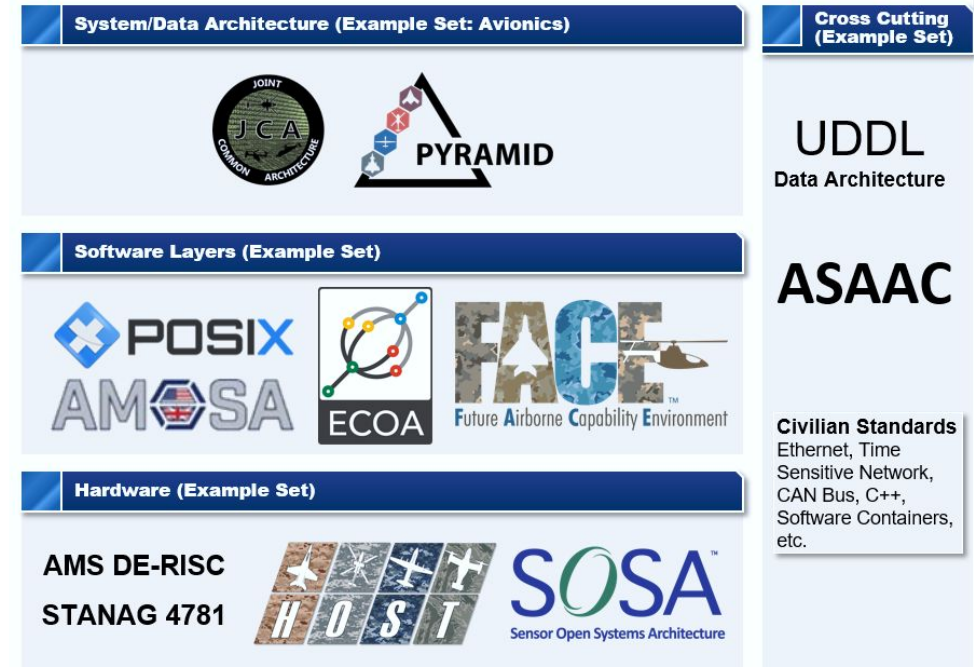 System/Data Architecture (Example Set: Avionics)
JOINT
JCA
COMMON ARCHITECTURE
PYRAMID
Software Layers (Example Set)
POSIX
AMOSA
ECOA
FACE
TM
Future Airborne Capability Environment
Hardware (Example Set)
AMS DE-RISC
STANAG 4781
HOST
SOSA
TM
Sensor Open Systems Architecture
Cross Cutting
(Example Set)
UDDL
Data Architecture
ASAAC
Civilian Standards
Ethernet, Time
Sensitive Network,
CAN Bus, C++,
Software Containers,
etc.